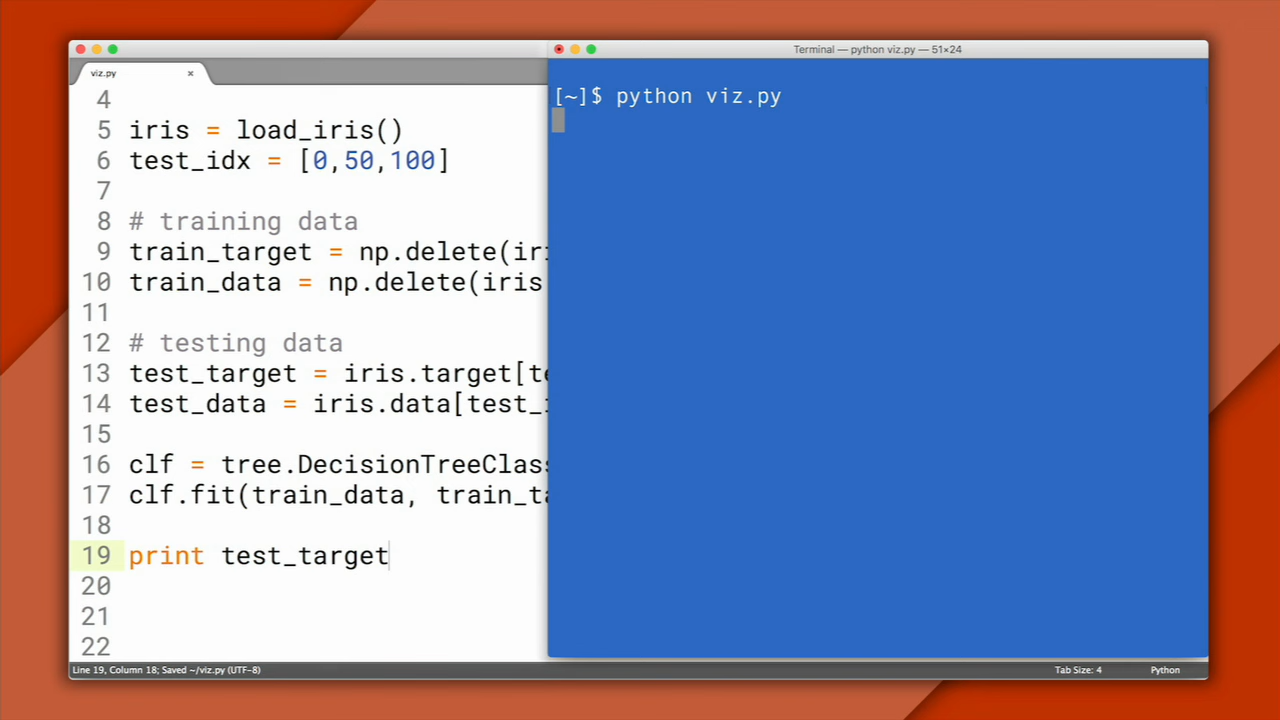 viz.py ×
4
5 iris = load_iris()
6 test_idx = [0,50,100]
7
8 # training data
9 train_target = np.delete(iri
10 train_data = np.delete(iris
11
12 # testing data
13 test_target = iris.target[te
14 test_data = iris.data[test_i
15
16 clf = tree.DecisionTreeClass
17 clf.fit(train_data, train_ta
18
19 print test_target
20
21
22
Line 19, Column 18; Saved ~/viz.py (UTF-8)
Tab Size: 4
Python
Terminal — python viz.py — 51×24
[~]$ python viz.py